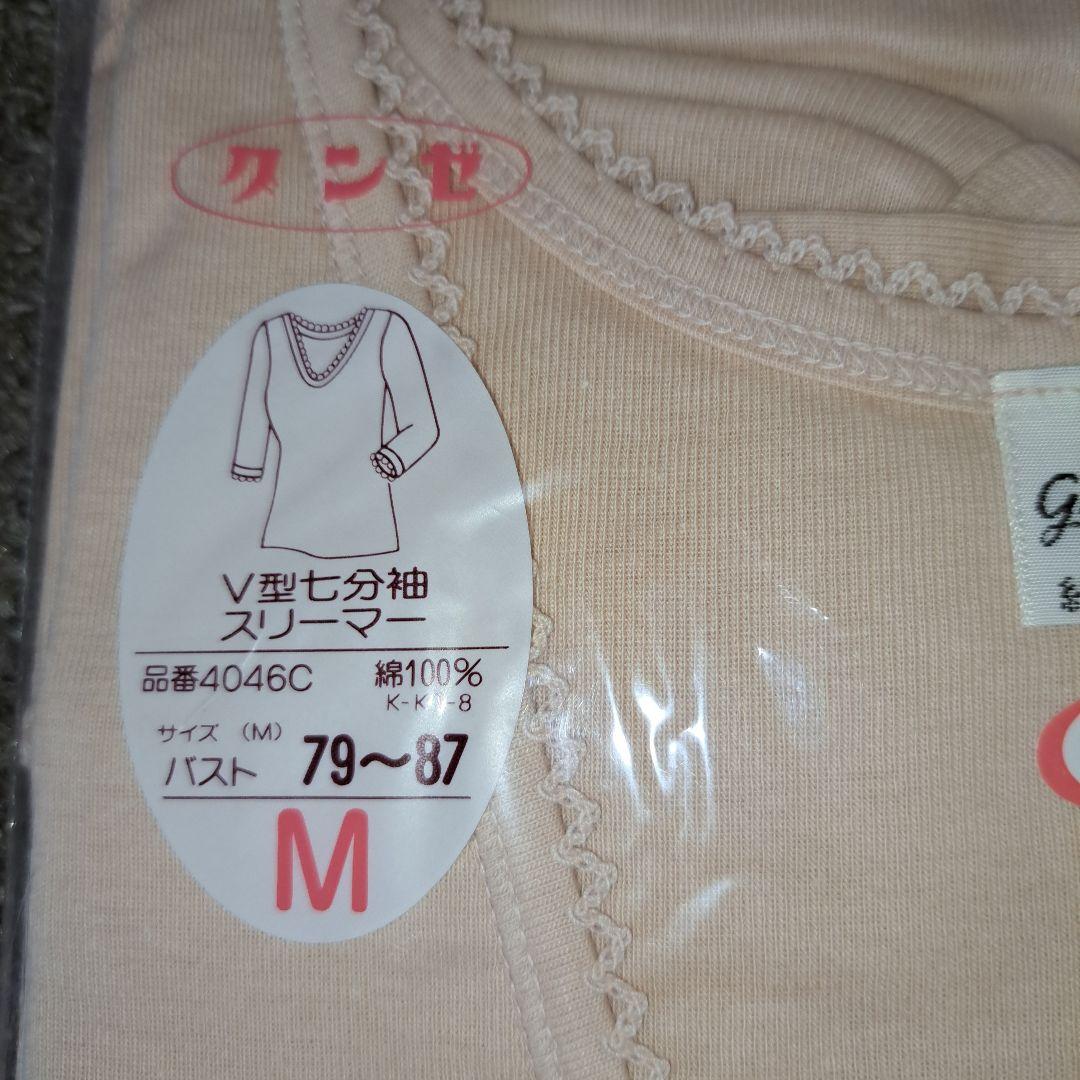 グンゼ
V型七分袖
スリーマー
品番4046C 綿100%
サイズ (M)
バスト 79〜87
M